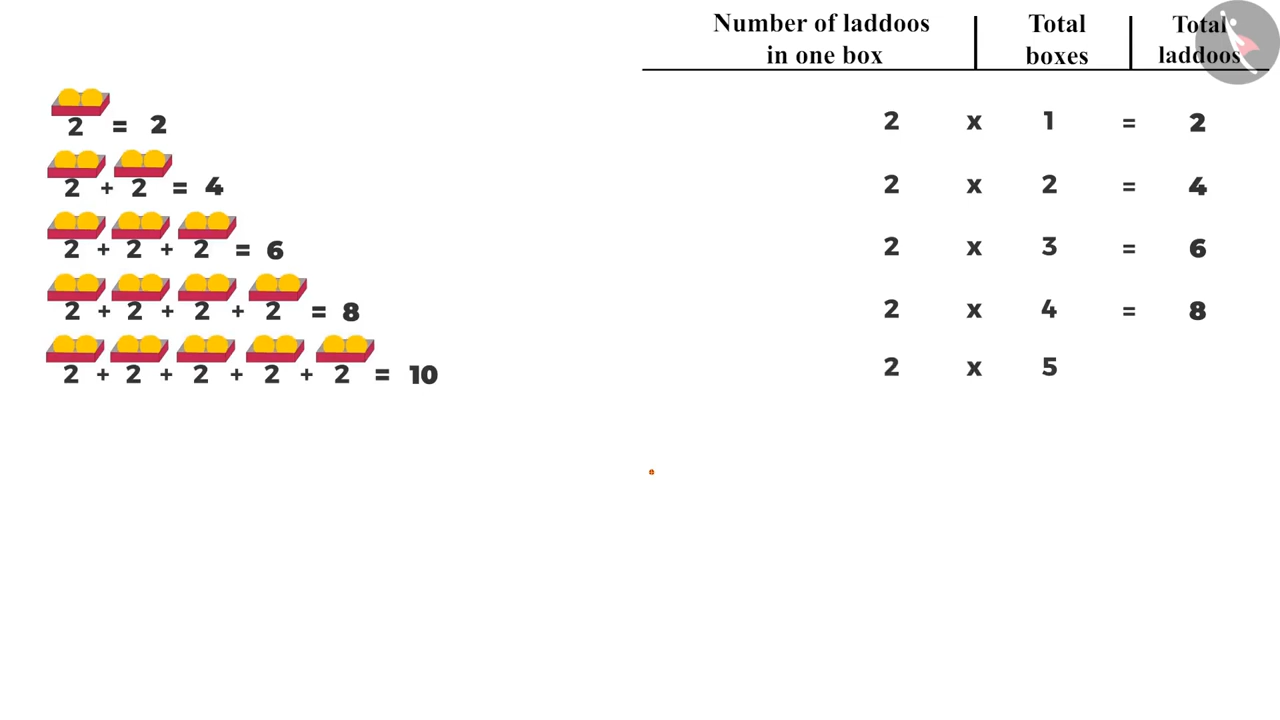 Number of laddoos in one box Total boxes Total laddoos
2 = 2
2 + 2 = 4
2 + 2 + 2 = 6
2 + 2 + 2 + 2 = 8
2 + 2 + 2 + 2 + 2 = 10
2 x 1 = 2
2 x 2 = 4
2 x 3 = 6
2 x 4 = 8
2 x 5